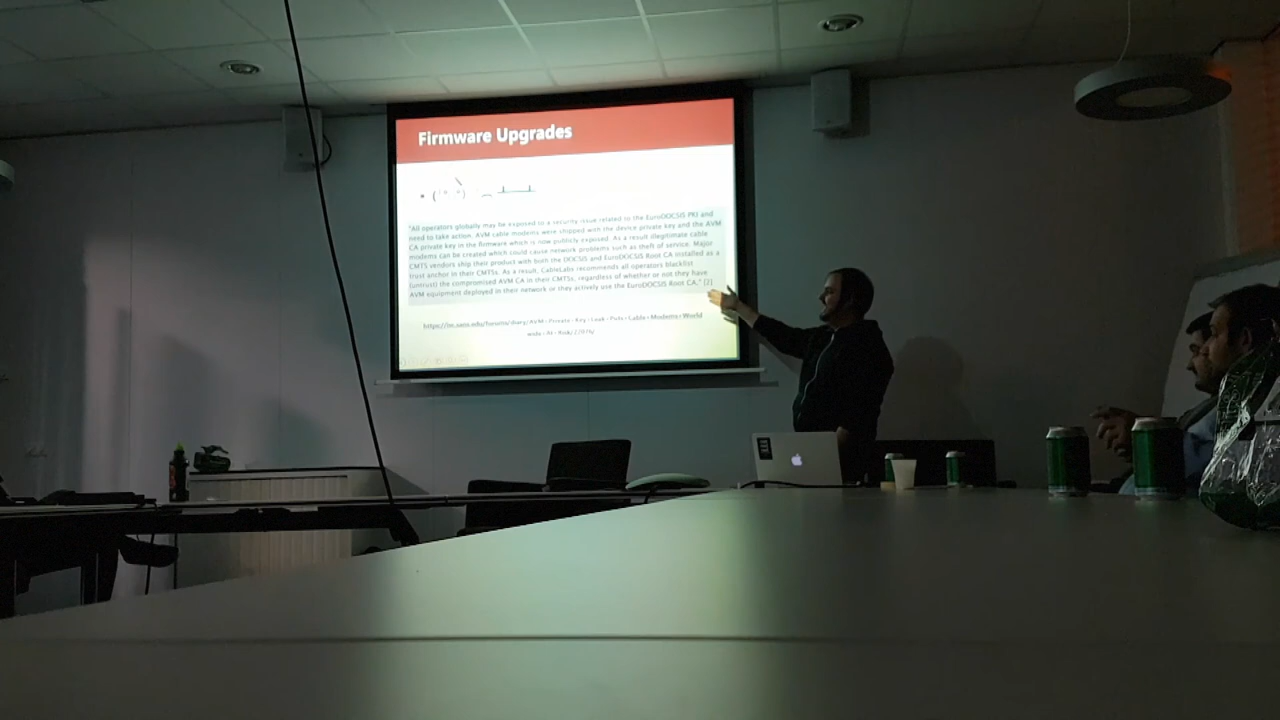 Firmware Upgrades
"All operators globally may be exposed to a security issue related to the EuroDOCSIS PKI and
need to take action. AVM cable modems were shipped with the device private key and the AVM
CA private key in the firmware which is now publicly exposed. As a result illegitimate cable
modems can be created which could cause network problems such as theft of service. Major
CMTS vendors ship their product with both the DOCSIS and EuroDOCSIS Root CA installed as a
trust anchor in their CMTSs. As a result, CableLabs recommends all operators blacklist
(untrust) the compromised AVM CA in their CMTSs, regardless of whether or not they have
AVM equipment deployed in their network or they actively use the EuroDOCSIS Root CA." [2]